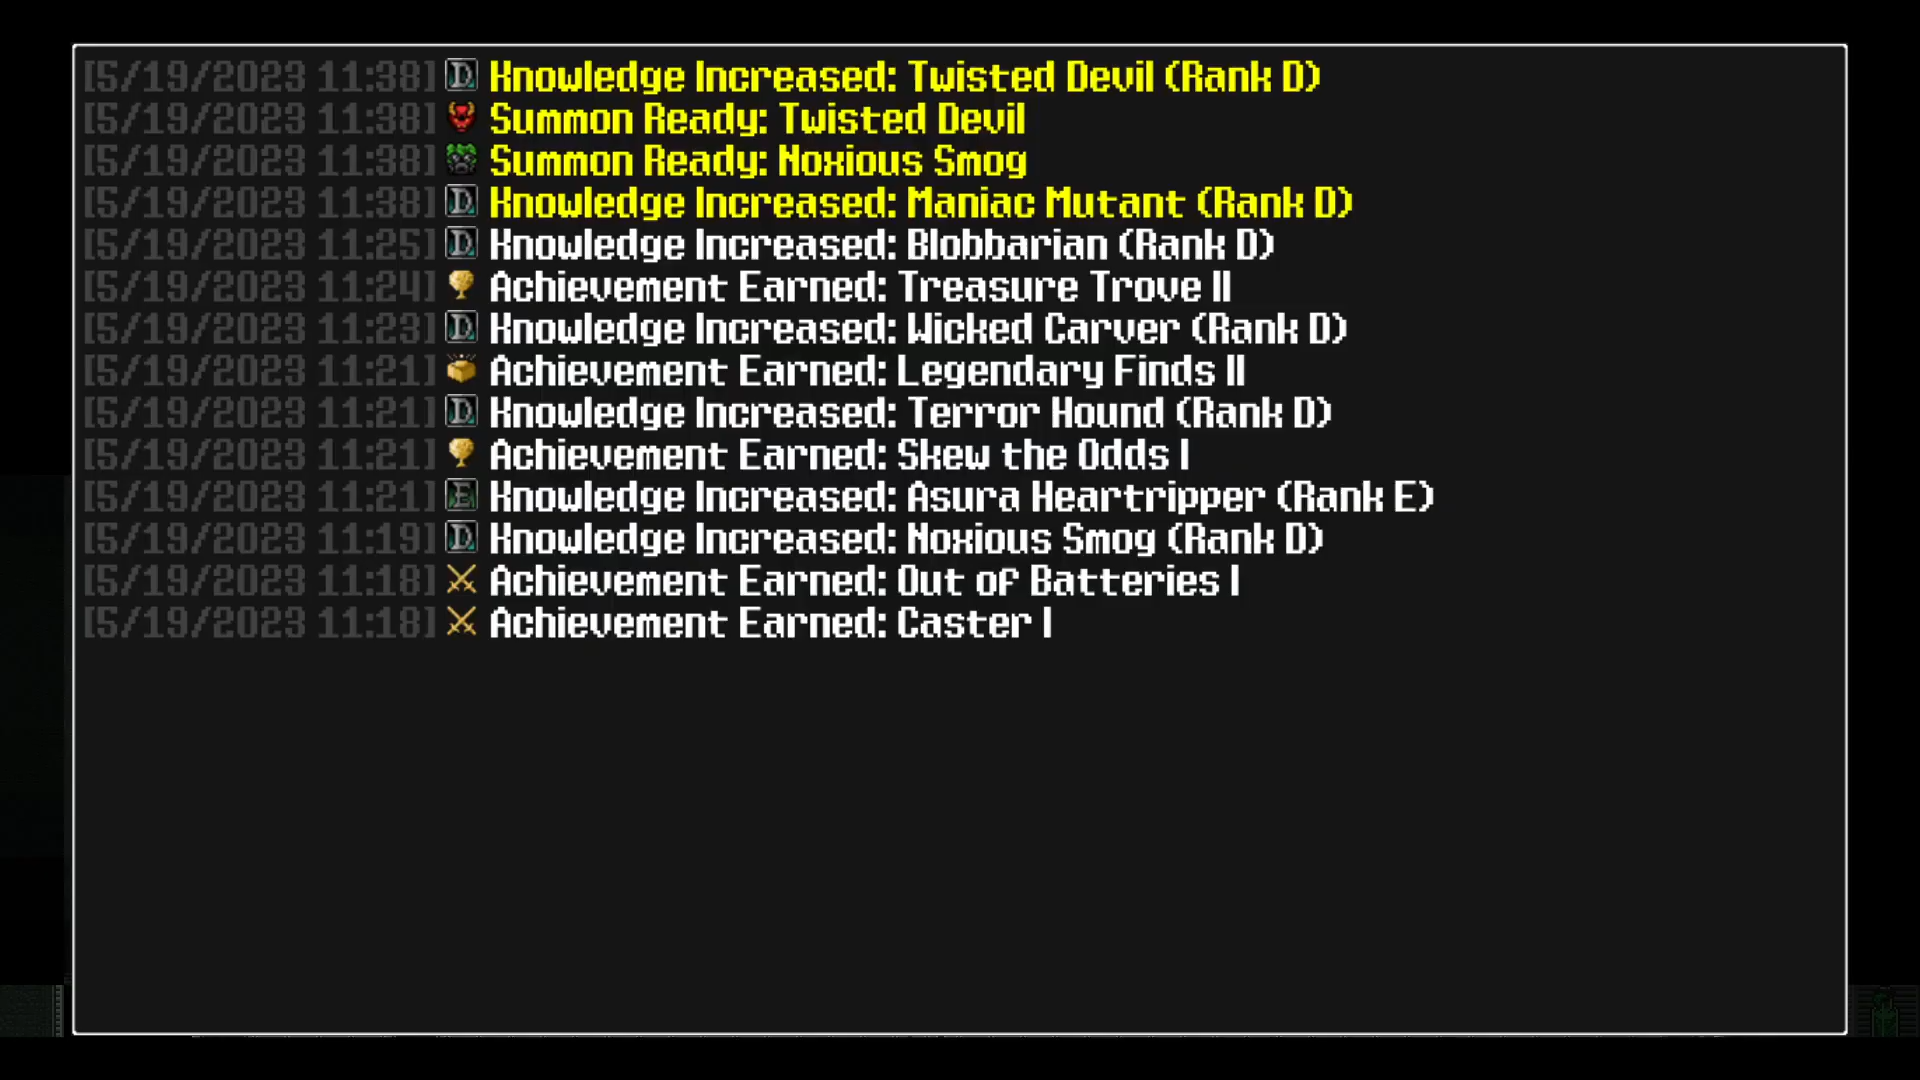 [5/19/2023 11:38] D Knowledge Increased: Twisted Devil (Rank D)
[5/19/2023 11:38] Summon Ready: Twisted Devil
[5/19/2023 11:38] Summon Ready: Noxious Smog
[5/19/2023 11:38] D Knowledge Increased: Maniac Mutant (Rank D)
[5/19/2023 11:25] D Knowledge Increased: Blobbarian (Rank D)
[5/19/2023 11:24] Achievement Earned: Treasure Trove II
[5/19/2023 11:23] D Knowledge Increased: Wicked Carver (Rank D)
[5/19/2023 11:21] Achievement Earned: Legendary Finds II
[5/19/2023 11:21] D Knowledge Increased: Terror Hound (Rank D)
[5/19/2023 11:21] Achievement Earned: Skew the Odds I
[5/19/2023 11:21] E Knowledge Increased: Asura Heartripper (Rank E)
[5/19/2023 11:19] D Knowledge Increased: Noxious Smog (Rank D)
[5/19/2023 11:18] Achievement Earned: Out of Batteries I
[5/19/2023 11:18] Achievement Earned: Caster I